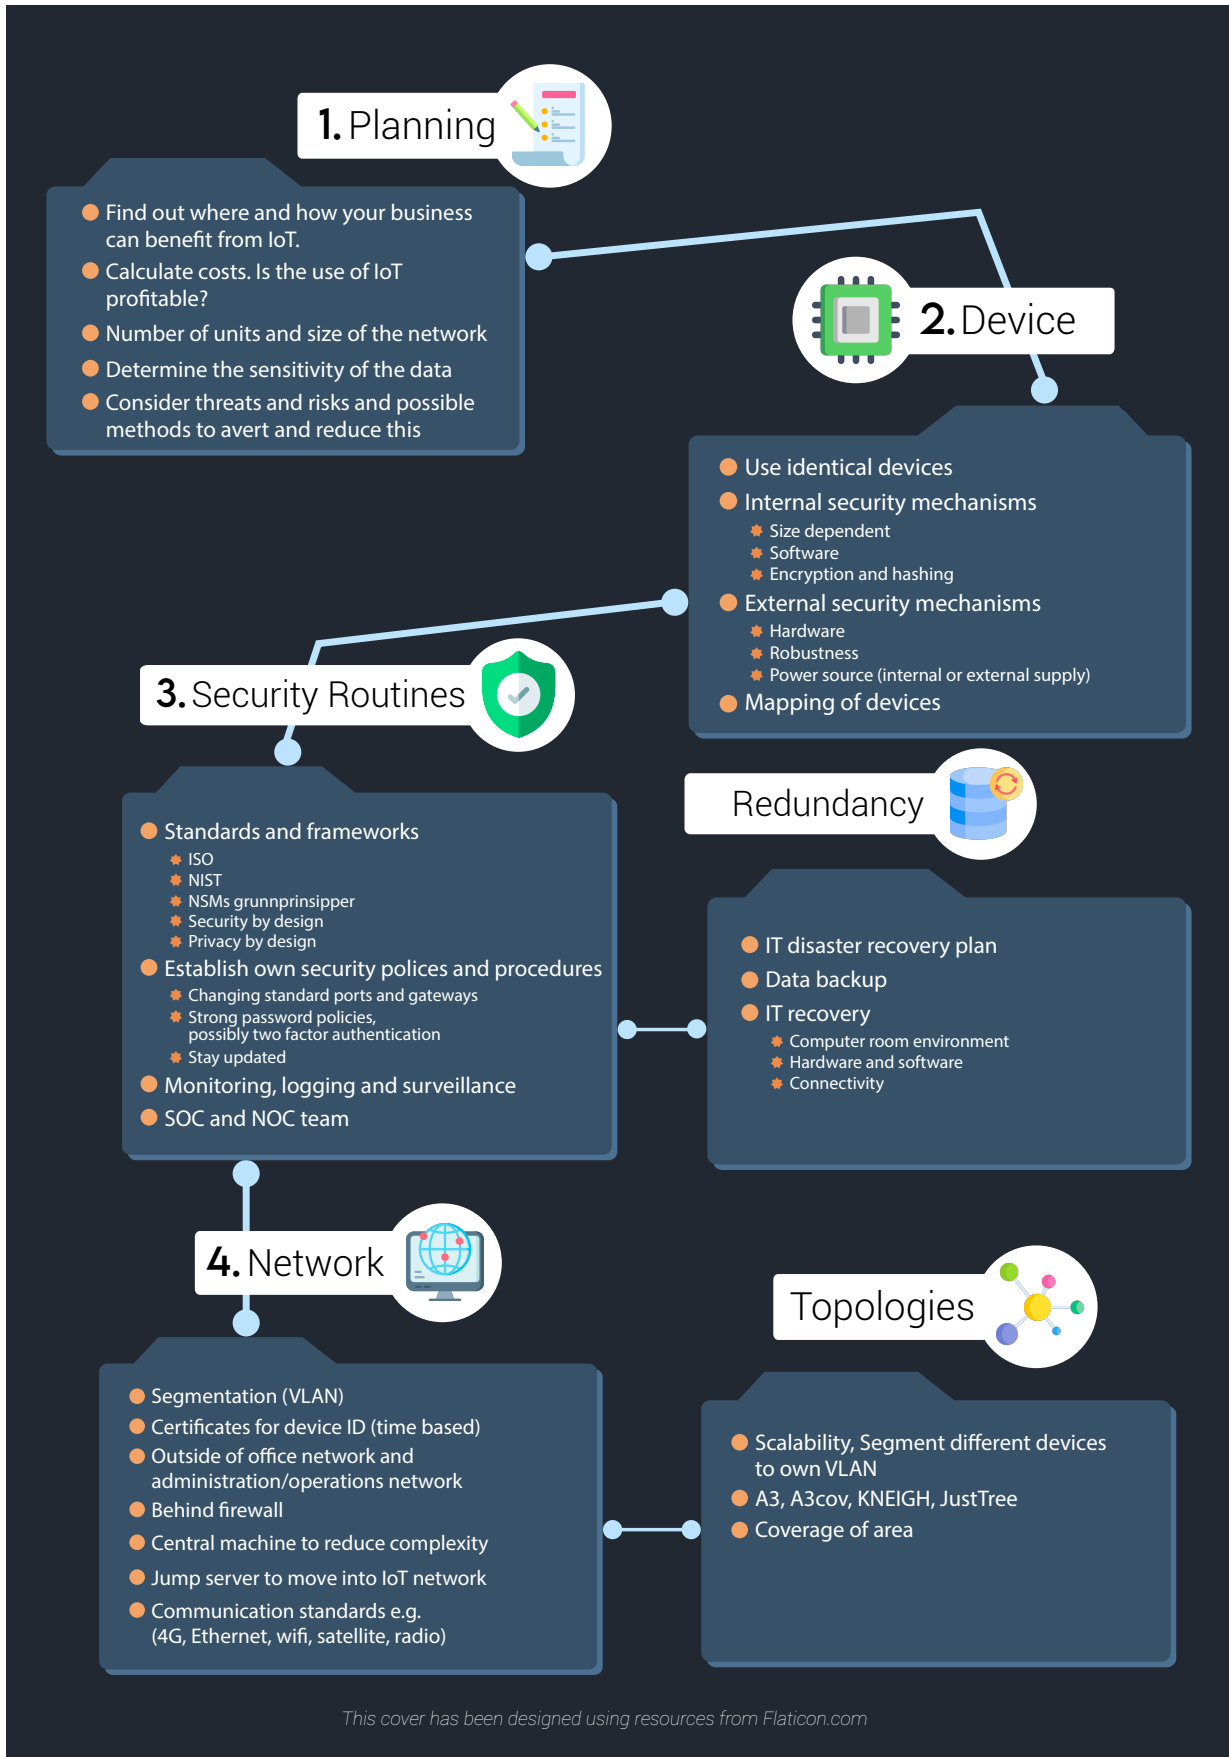 1. Planning
Find out where and how your business
can benefit from IoT.
Calculate costs. Is the use of IoT
profitable?
Number of units and size of the network
Determine the sensitivity of the data
Consider threats and risks and possible
methods to avert and reduce this
2. Device
Use identical devices
Internal security mechanisms
Size dependent
Software
Encryption and hashing
External security mechanisms
Hardware
Robustness
Power source (internal or external supply)
Mapping of devices
3. Security Routines
Standards and frameworks
ISO
NIST
NSMs grunnprinsipper
Security by design
Privacy by design
Establish own security polices and procedures
Changing standard ports and gateways
Strong password policies,
possibly two factor authentication
Stay updated
Monitoring, logging and surveillance
SOC and NOC team
Redundancy
IT disaster recovery plan
Data backup
IT recovery
Computer room environment
Hardware and software
Connectivity
4. Network
Segmentation (VLAN)
Certificates for device ID (time based)
Outside of office network and
administration/operations network
Behind firewall
Central machine to reduce complexity
Jump server to move into IoT network
Communication standards e.g.
(4G, Ethernet, wifi, satellite, radio)
Topologies
Scalability, Segment different devices
to own VLAN
A3, A3cov, KNEIGH, JustTree
Coverage of area
This cover has been designed using resources from Flaticon.com